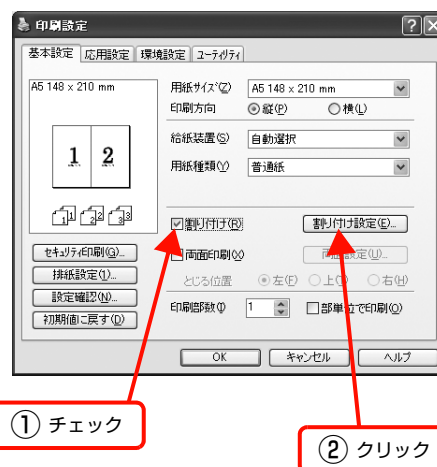 印刷設定
基本設定 応用設定 環境設定 ユーティリティ
A5 148 x 210 mm
用紙サイズ(Z) A5 148 x 210 mm
印刷方向 縦(P) 横(L)
給紙装置(S) 自動選択
用紙種類(Y) 普通紙
1 2
1 1 2 2 3 3
割り付け(R) 割り付け設定(E)...
セキュリティ印刷(G)... 両面印刷(X) 両面設定(U)...
排紙設定(1)... とじる位置 左(F) 上(T) 右(H)
設定確認(N)...
印刷部数(I) 1 部単位で印刷(O)
初期値に戻す(D)
OK キャンセル ヘルプ
① チェック
② クリック